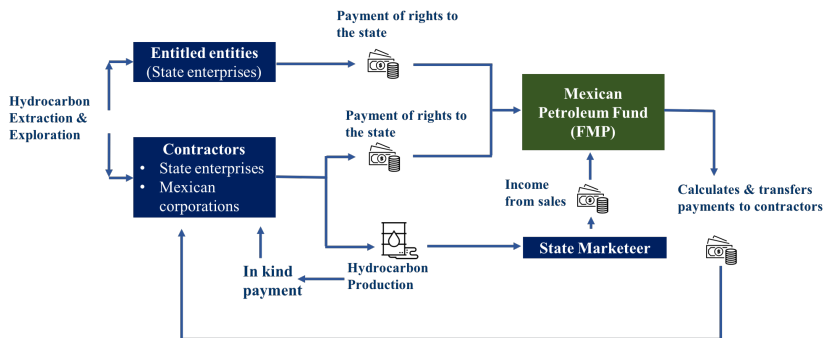 Payment of rights to
the state
Entitled entities
(State enterprises)
Hydrocarbon
Extraction &
Exploration
Mexican
Petroleum Fund
(FMP)
Payment of rights to
the state
Contractors
• State enterprises
• Mexican
corporations
Income
from sales
Calculates & transfers
payments to contractors
State Marketeer
Hydrocarbon
Production
In kind
payment